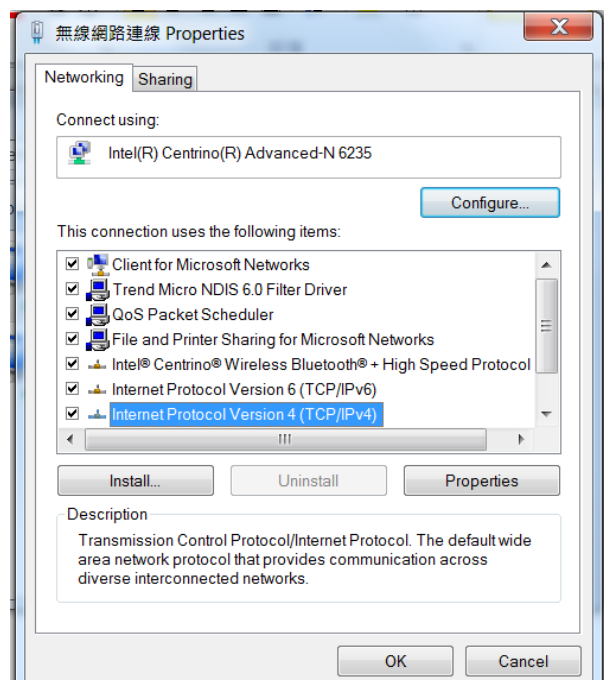 無線網路連線 Properties
Networking
Sharing
Connect using:
Intel(R) Centrino(R) Advanced-N 6235
Configure...
This connection uses the following items:
Client for Microsoft Networks
Trend Micro NDIS 6.0 Filter Driver
QoS Packet Scheduler
File and Printer Sharing for Microsoft Networks
Intel® Centrino® Wireless Bluetooth® + High Speed Protocol
Internet Protocol Version 6 (TCP/IPv6)
Internet Protocol Version 4 (TCP/IPv4)
Install...
Uninstall
Properties
Description
Transmission Control Protocol/Internet Protocol. The default wide
area network protocol that provides communication across
diverse interconnected networks.
OK
Cancel